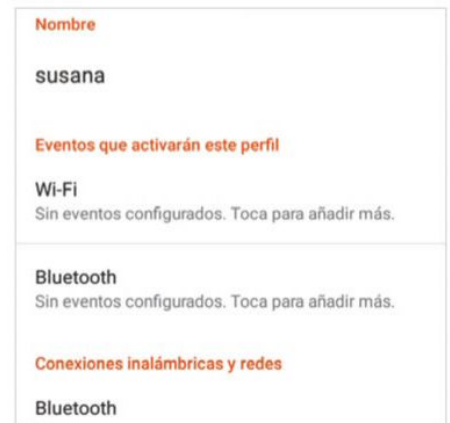 Nombre
susana
Eventos que activarán este perfil
Wi-Fi
Sin eventos configurados. Toca para añadir más.
Bluetooth
Sin eventos configurados. Toca para añadir más.
Conexiones inalámbricas y redes
Bluetooth